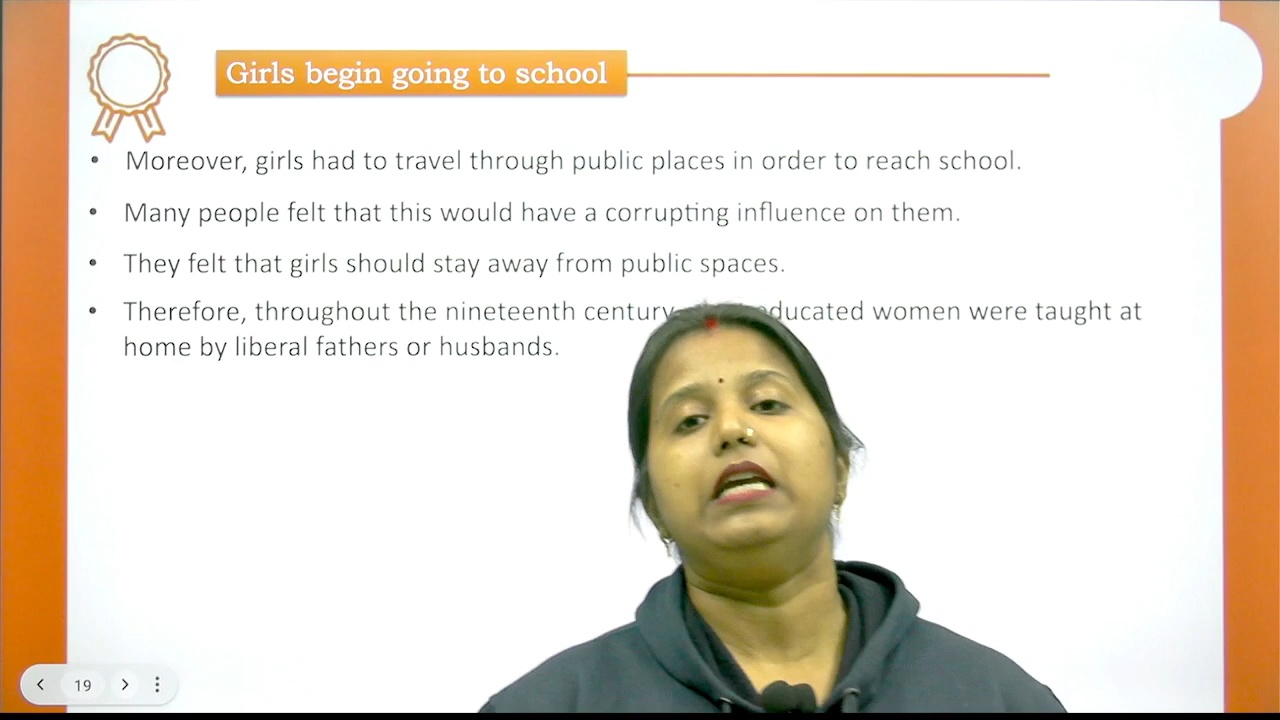 Girls begin going to school
• Moreover, girls had to travel through public places in order to reach school.
• Many people felt that this would have a corrupting influence on them.
• They felt that girls should stay away from public spaces.
• Therefore, throughout the nineteenth century educated women were taught at
home by liberal fathers or husbands.
19